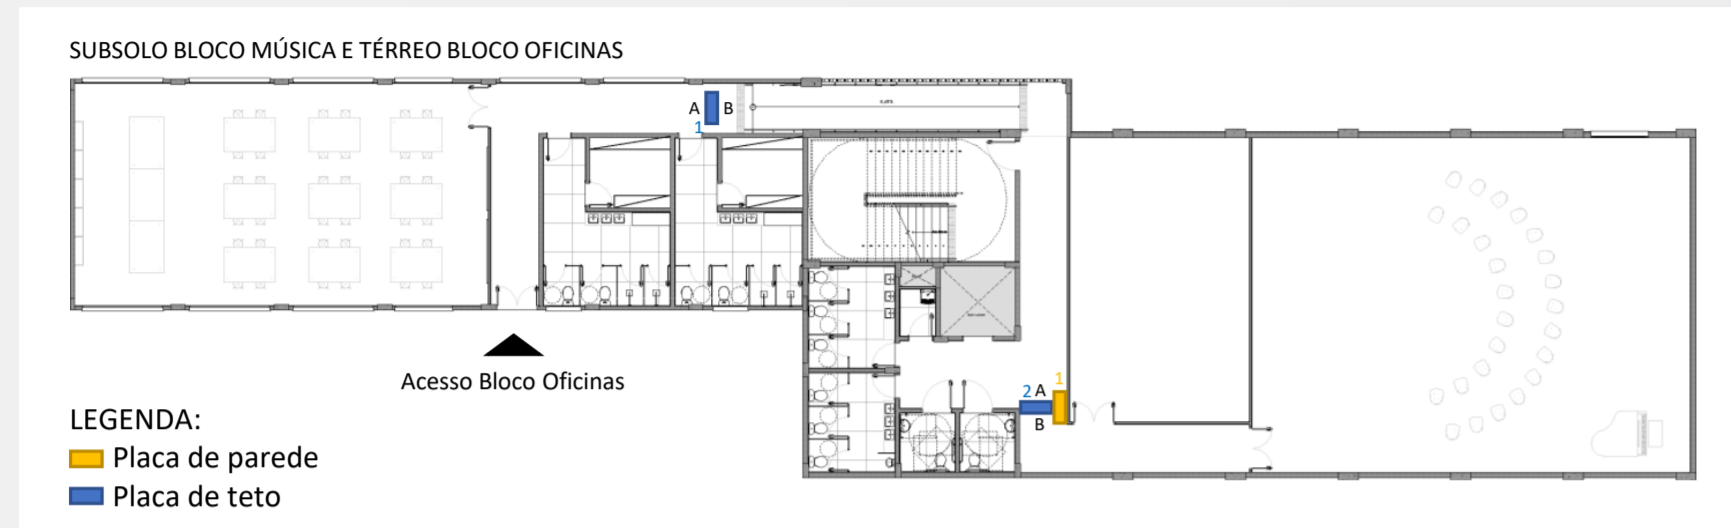 SUBSOLO BLOCO MÚSICA E TÉRREO BLOCO OFICINAS
A B
1
1
2 A
B
Acesso Bloco Oficinas
LEGENDA:
Placa de parede
Placa de teto